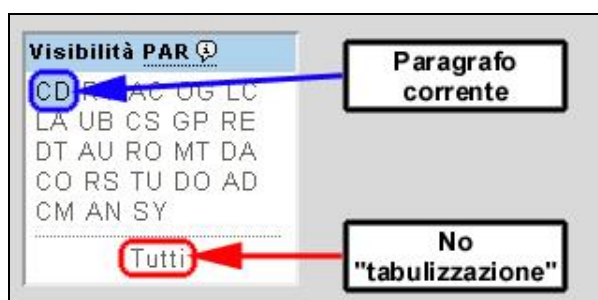 Visibilità PAR
CD AC OG LC
LA UB CS GP RE
DT AU RO MT DA
CO RS TU DO AD
CM AN SY
Tutti
Paragrafo
corrente
No
"tabulizzazione"